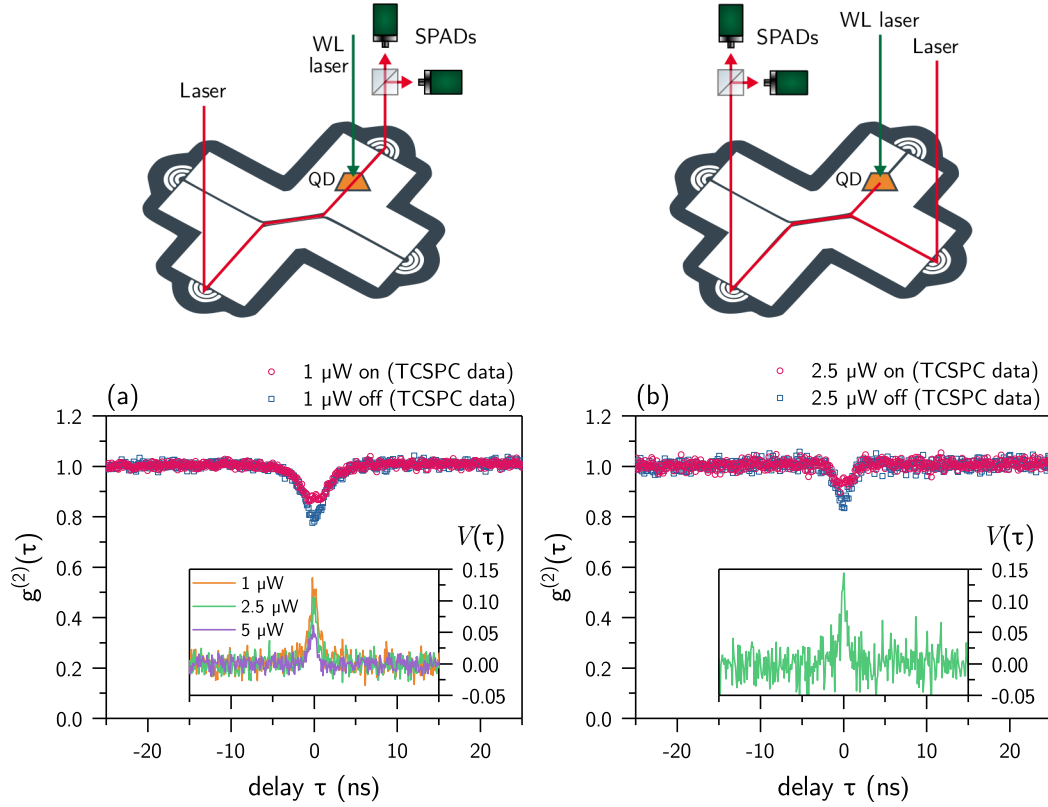 SPADs
WL
laser
Laser
QD
SPADs
WL laser
Laser
QD
(a)
1 μW on (TCSPC data)
1 μW off (TCSPC data)
g(2)(τ)
1.2
1.0
0.8
0.6
0.4
0.2
0.0
V(τ)
1 μW
2.5 μW
5 μW
0.15
0.10
0.05
0.00
-0.05
-20
-10
0
10
20
delay τ (ns)
(b)
2.5 μW on (TCSPC data)
2.5 μW off (TCSPC data)
g(2)(τ)
1.2
1.0
0.8
0.6
0.4
0.2
0.0
V(τ)
0.15
0.10
0.05
0.00
-0.05
-20
-10
0
10
20
delay τ (ns)